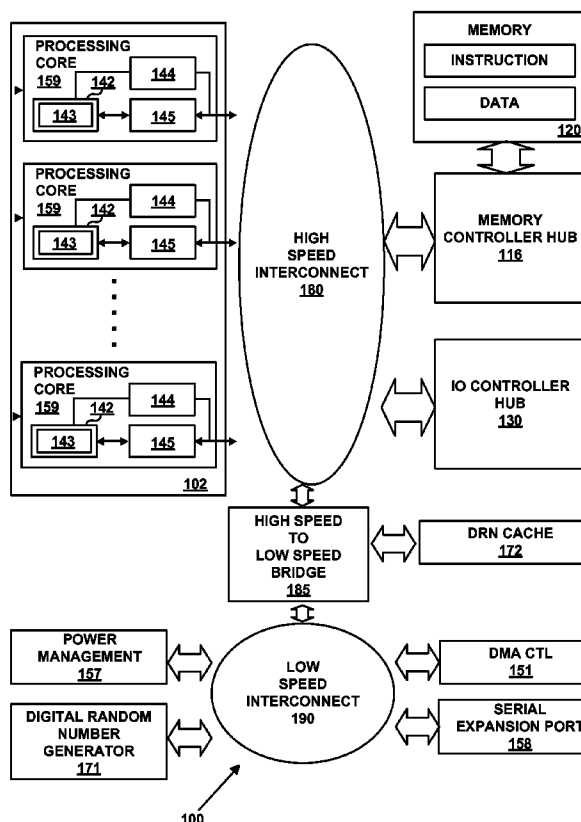 PROCESSING
CORE
159 142
143
144
145
PROCESSING
CORE
159 142
143
144
145
PROCESSING
CORE
159 142
143
144
145
102
HIGH
SPEED
INTERCONNECT
180
MEMORY
INSTRUCTION
DATA
120
MEMORY
CONTROLLER HUB
116
IO CONTROLLER
HUB
130
HIGH SPEED
TO
LOW SPEED
BRIDGE
185
DRN CACHE
172
POWER
MANAGEMENT
157
LOW
SPEED
INTERCONNECT
190
DMA CTL
151
DIGITAL RANDOM
NUMBER
GENERATOR
171
SERIAL
EXPANSION PORT
158
100